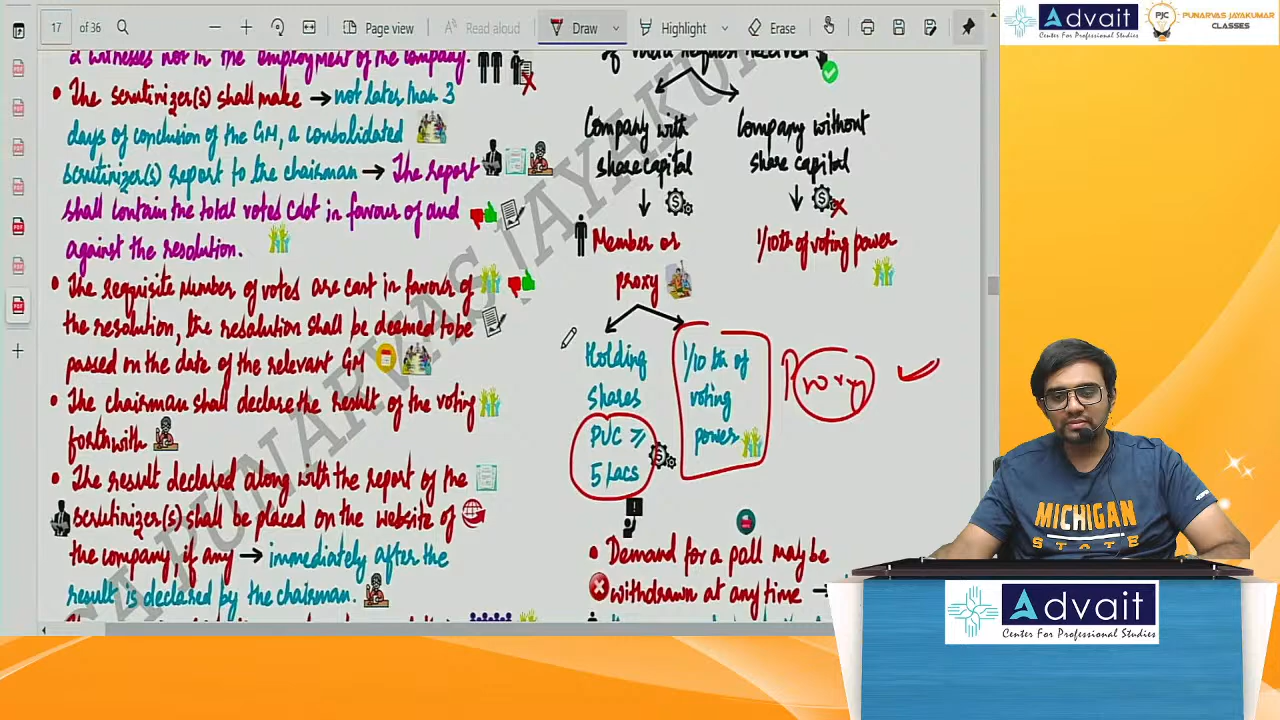 17 of 36 Page view Read aloud Draw Highlight Erase
Advait
Center For Professional Studies
PJC
PUNARVAS JAYAKUMAR
CLASSES
2 witnesses not in the employment of the company.
• The scrutinizer(s) shall make → not later than 3
days of conclusion of the GM, a consolidated
scrutinizer(s) report to the chairman → The report
shall contain the total votes cast in favour of and
against the resolution.
• The requisite number of votes are cast in favour of
the resolution, the resolution shall be deemed to be
passed on the date of the relevant GM
• The chairman shall declare the result of the voting
forthwith
• The result declared along with the report of the
scrutinizer(s) shall be placed on the website of
the company, if any → immediately after the
result is declared by the chairman.
Company with
share capital
Company without
share capital
Member or
proxy
1/10th of voting power
Holding
shares
PUC ≥
5 Lacs
1/10 th of
voting
power
Proxy
• Demand for a poll may be
withdrawn at any time →
PUNARVAS JAYAKU
MICHIGAN
STATE
Advait
Center For Professional Studies